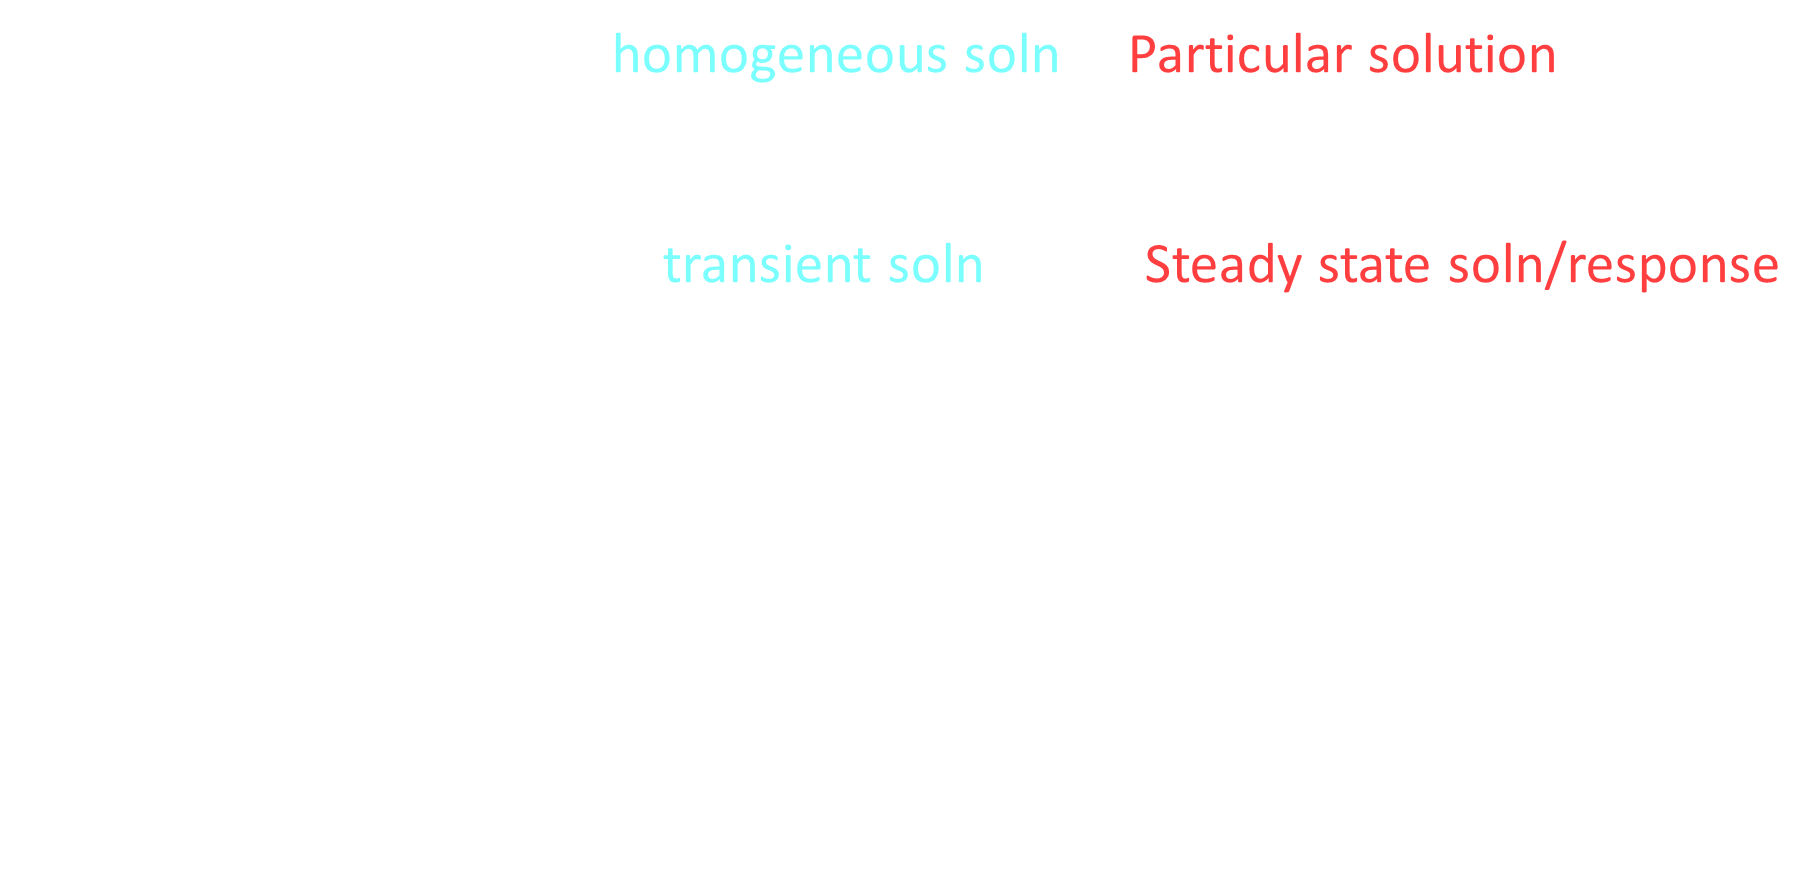 homogeneous soln Particular solution
transient soln Steady state soln/response